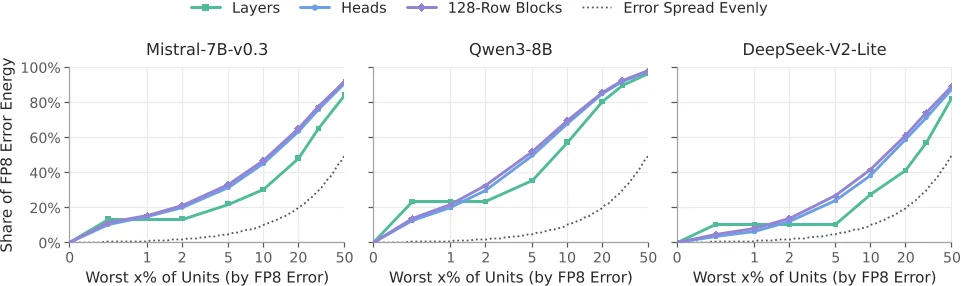 Layers Heads 128-Row Blocks Error Spread Evenly
Mistral-7B-v0.3 Qwen3-8B DeepSeek-V2-Lite
Share of FP8 Error Energy
100%
80%
60%
40%
20%
0%
0 1 2 5 10 20 50 0 1 2 5 10 20 50 0 1 2 5 10 20 50
Worst x% of Units (by FP8 Error) Worst x% of Units (by FP8 Error) Worst x% of Units (by FP8 Error)